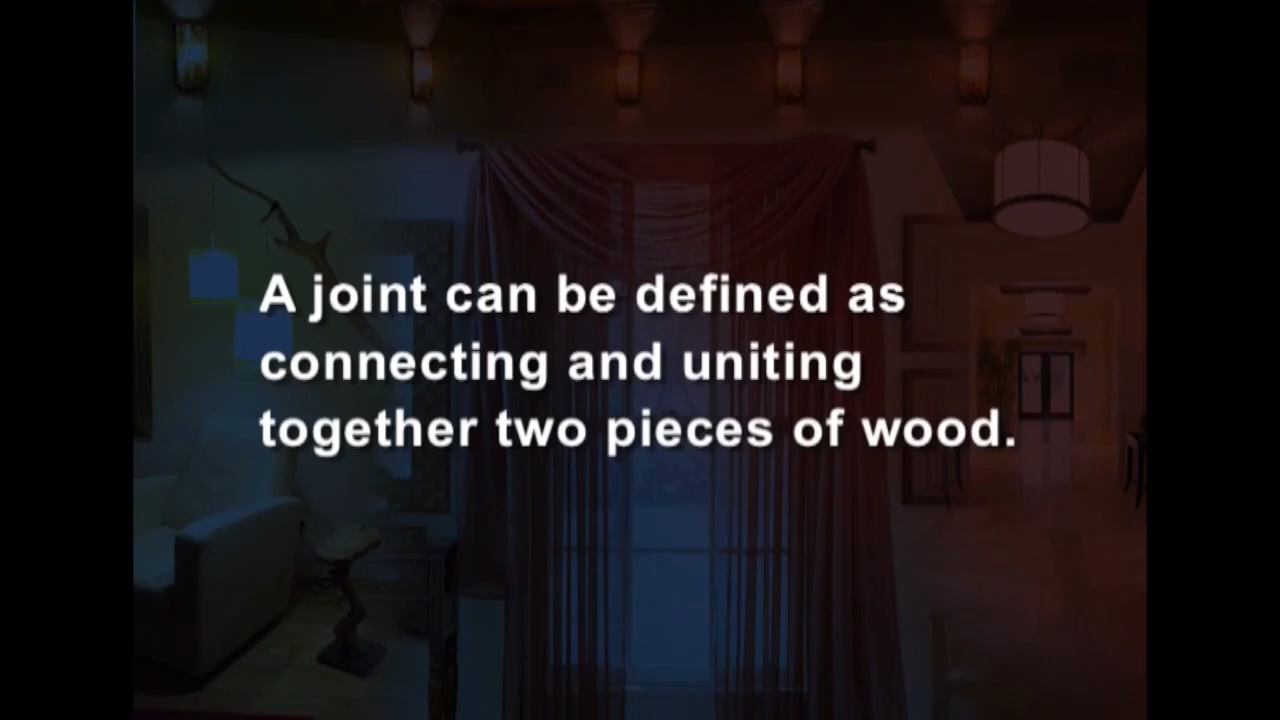 A joint can be defined as
connecting and uniting
together two pieces of wood.